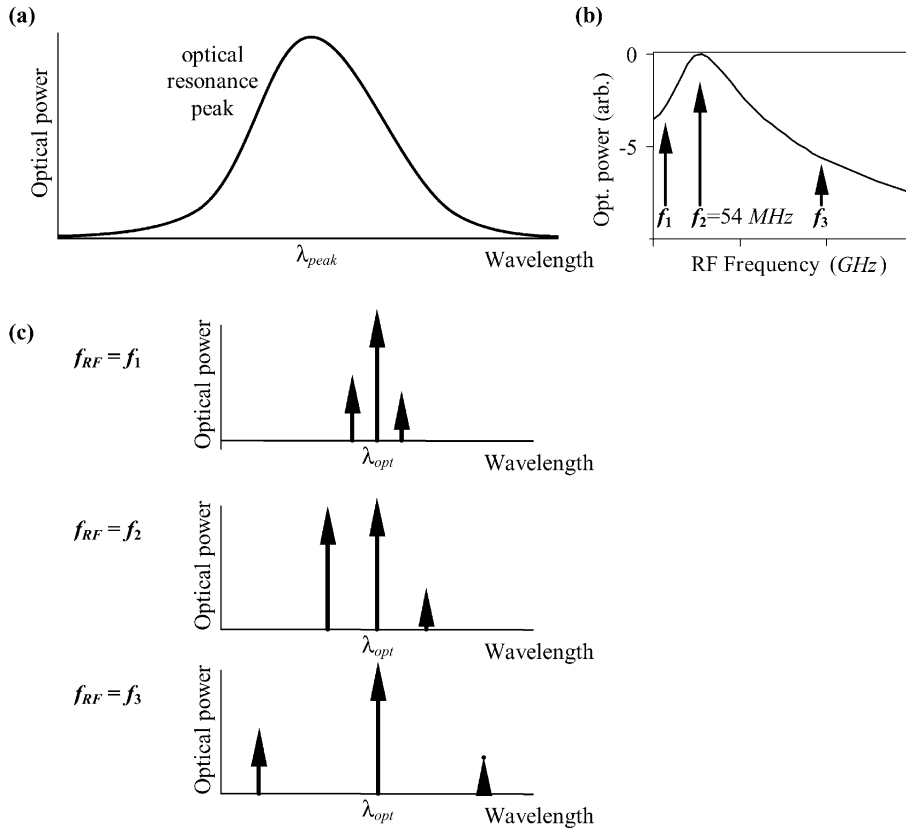 (a)
Optical power
optical
resonance
peak
λpeak
Wavelength
(b)
Opt. power (arb.)
0
-5
f1
f2=54 MHz
f3
RF Frequency (GHz)
(c)
fRF = f1
Optical power
λopt
Wavelength
fRF = f2
Optical power
λopt
Wavelength
fRF = f3
Optical power
λopt
Wavelength